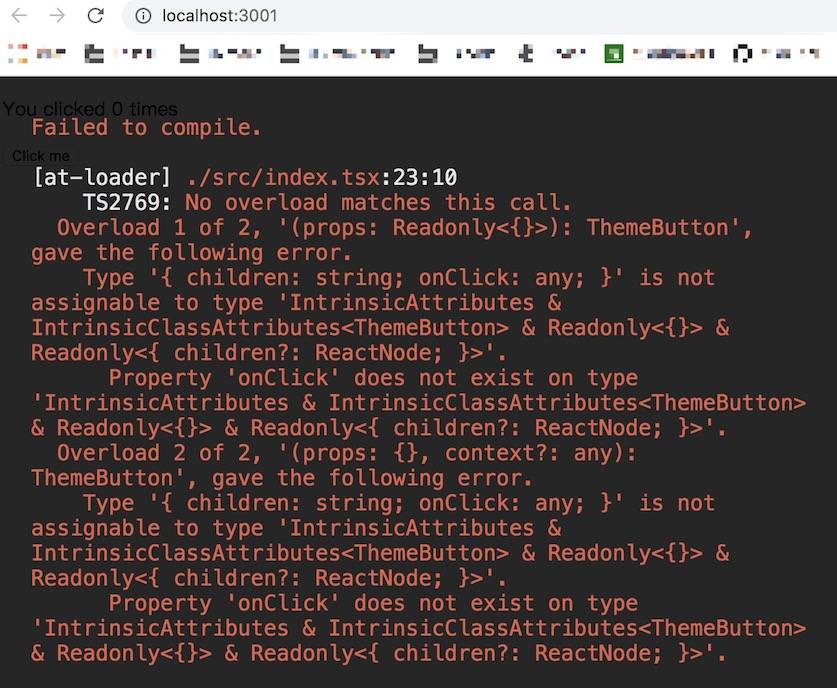 localhost:3001
You clicked 0 times
Failed to compile.
Click me
[at-loader] ./src/index.tsx:23:10
TS2769: No overload matches this call.
Overload 1 of 2, '(props: Readonly<{}>): ThemeButton',
gave the following error.
Type '{ children: string; onClick: any; }' is not
assignable to type 'IntrinsicAttributes &
IntrinsicClassAttributes<ThemeButton> & Readonly<{}> &
Readonly<{ children?: ReactNode; }>'.
Property 'onClick' does not exist on type
'IntrinsicAttributes & IntrinsicClassAttributes<ThemeButton>
& Readonly<{}> & Readonly<{ children?: ReactNode; }>'.
Overload 2 of 2, '(props: {}, context?: any):
ThemeButton', gave the following error.
Type '{ children: string; onClick: any; }' is not
assignable to type 'IntrinsicAttributes &
IntrinsicClassAttributes<ThemeButton> & Readonly<{}> &
Readonly<{ children?: ReactNode; }>'.
Property 'onClick' does not exist on type
'IntrinsicAttributes & IntrinsicClassAttributes<ThemeButton>
& Readonly<{}> & Readonly<{ children?: ReactNode; }>'.